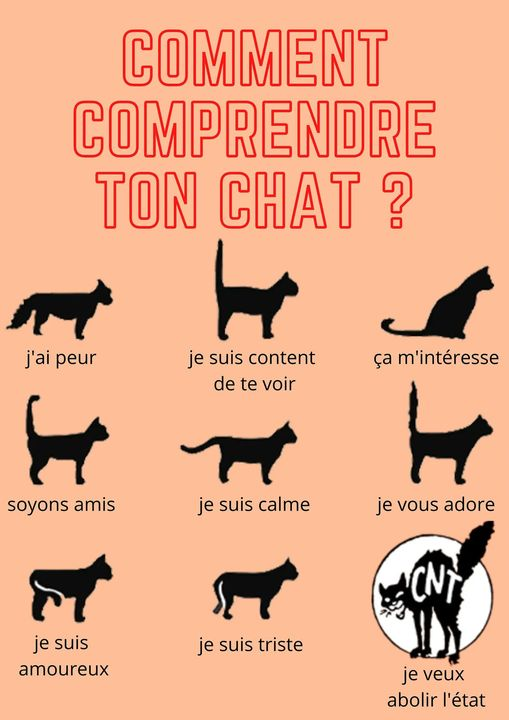 COMMENT
COMPRENDRE
TON CHAT ?
j'ai peur
je suis content
de te voir
ça m'intéresse
soyons amis
je suis calme
je vous adore
je suis
amoureux
je suis triste
CNT
je veux
abolir l'état